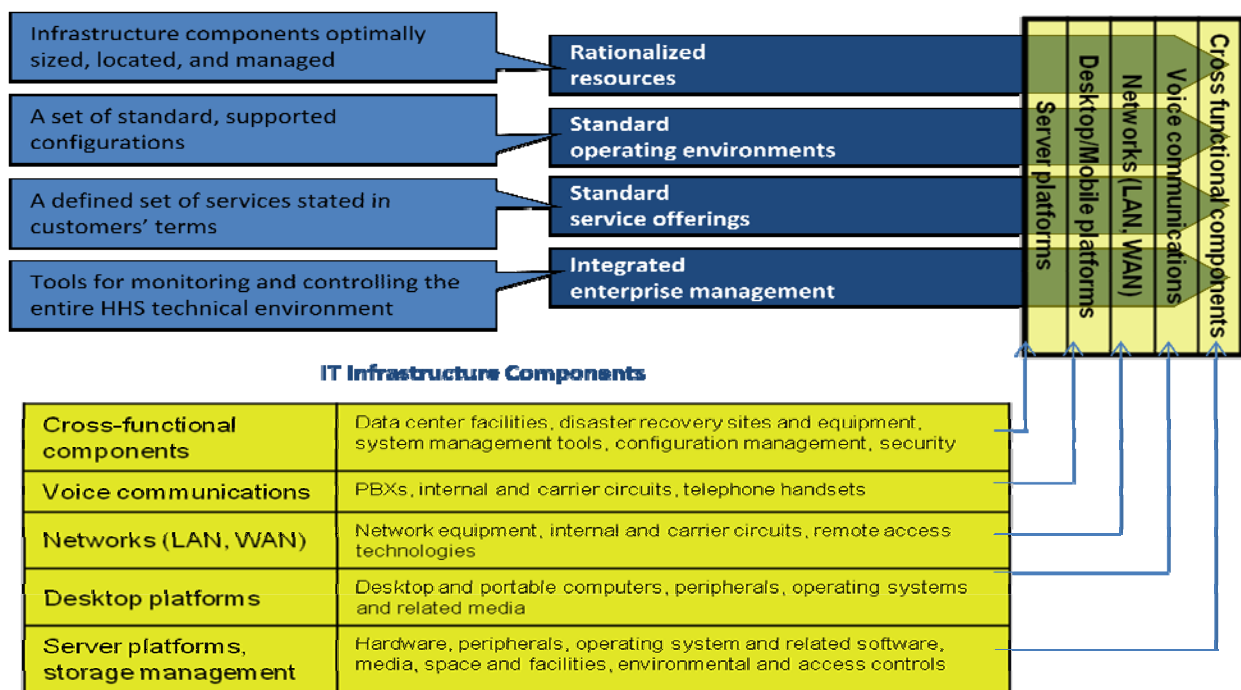 Infrastructure components optimally
sized, located, and managed
Rationalized
resources
A set of standard, supported
configurations
Standard
operating environments
A defined set of services stated in
customers’ terms
Standard
service offerings
Tools for monitoring and controlling the
entire HHS technical environment
Integrated
enterprise management
Server platforms
Desktop/Mobile platforms
Networks (LAN, WAN)
Voice communications
Cross functional components
IT Infrastructure Components
Cross-functional
components
Data center facilities, disaster recovery sites and equipment,
system management tools, configuration management, security
Voice communications
PBXs, internal and carrier circuits, telephone handsets
Networks (LAN, WAN)
Network equipment, internal and carrier circuits, remote access
technologies
Desktop platforms
Desktop and portable computers, peripherals, operating systems
and related media
Server platforms,
storage management
Hardware, peripherals, operating system and related software,
media, space and facilities, environmental and access controls